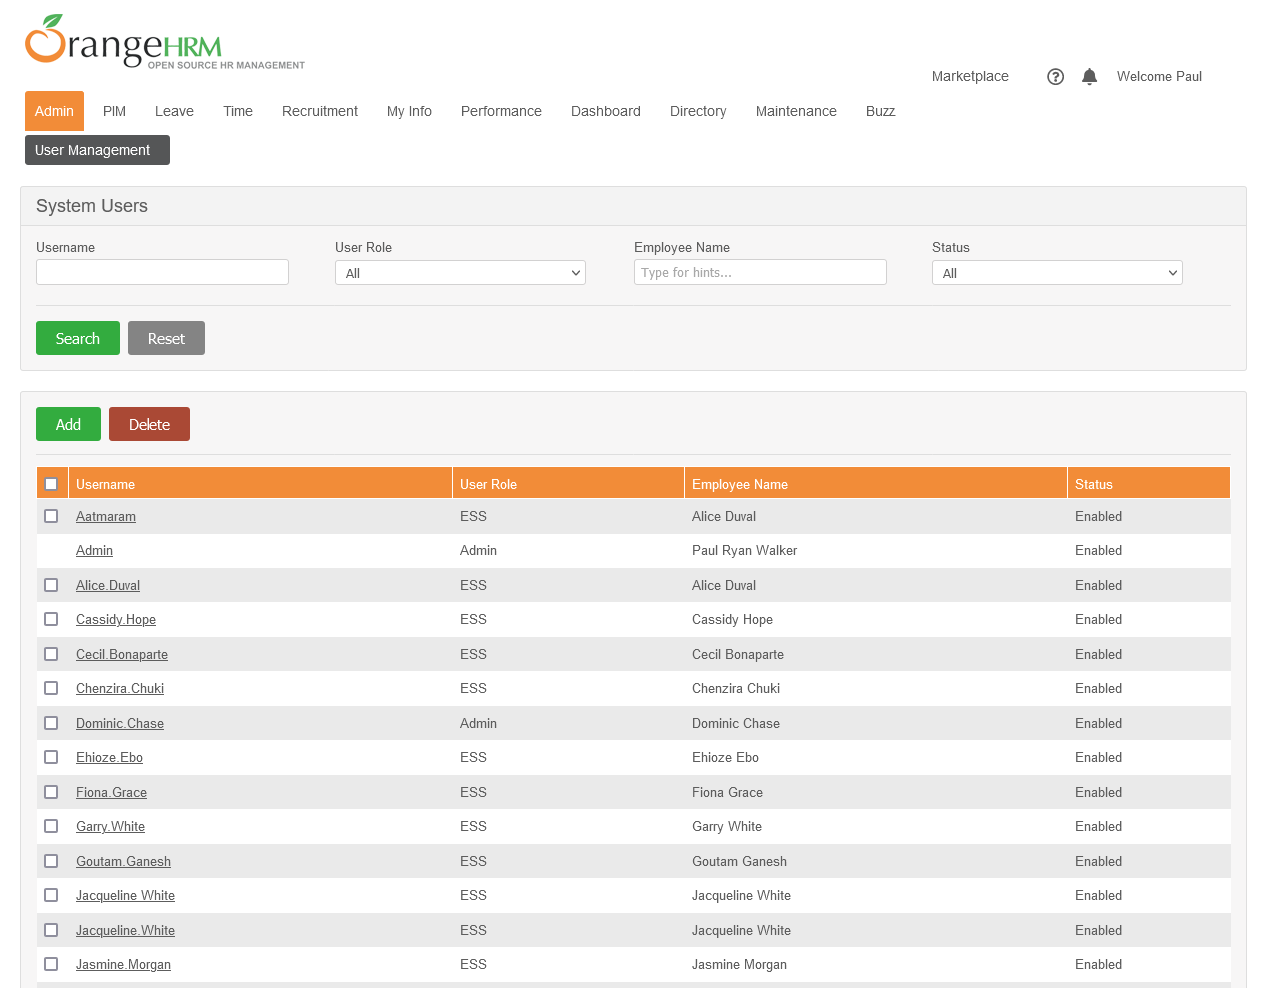 OrangeHRM
OPEN SOURCE HR MANAGEMENT
Marketplace Welcome Paul
Admin PIM Leave Time Recruitment My Info Performance Dashboard Directory Maintenance Buzz
User Management
System Users
Username User Role Employee Name Status
All Type for hints... All
Search Reset
Add Delete
Username User Role Employee Name Status
Aatmaram ESS Alice Duval Enabled
Admin Admin Paul Ryan Walker Enabled
Alice.Duval ESS Alice Duval Enabled
Cassidy.Hope ESS Cassidy Hope Enabled
Cecil.Bonaparte ESS Cecil Bonaparte Enabled
Chenzira.Chuki ESS Chenzira Chuki Enabled
Dominic.Chase Admin Dominic Chase Enabled
Ehioze.Ebo ESS Ehioze Ebo Enabled
Fiona.Grace ESS Fiona Grace Enabled
Garry.White ESS Garry White Enabled
Goutam.Ganesh ESS Goutam Ganesh Enabled
Jacqueline White ESS Jacqueline White Enabled
Jacqueline.White ESS Jacqueline White Enabled
Jasmine.Morgan ESS Jasmine Morgan Enabled